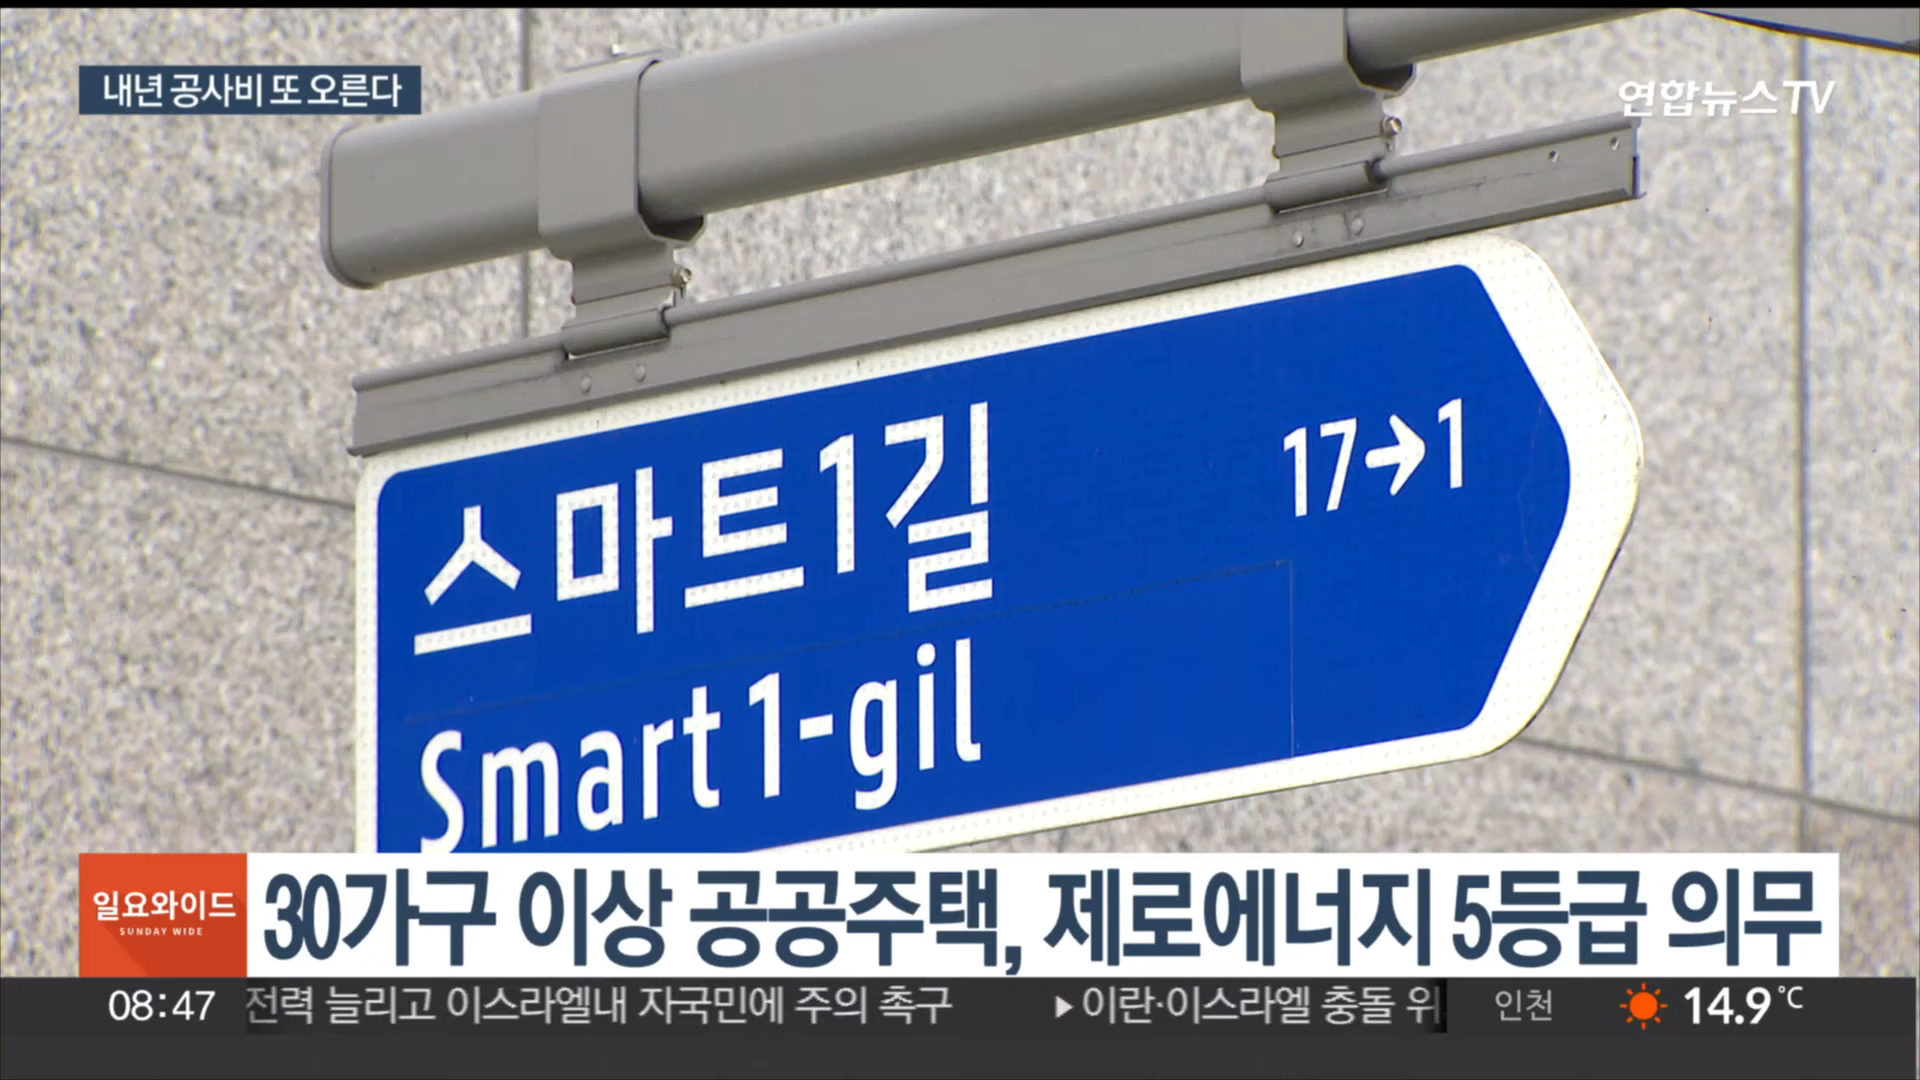 내년 공사비 또 오른다
연합뉴스TV
스마트1길
17→1
Smart 1-gil
일요와이드
SUNDAY WIDE
30가구 이상 공공주택, 제로에너지 5등급 의무
08:47
전력 늘리고 이스라엘내 자국민에 주의 촉구
▶이란·이스라엘 충돌 위
인천
14.9℃